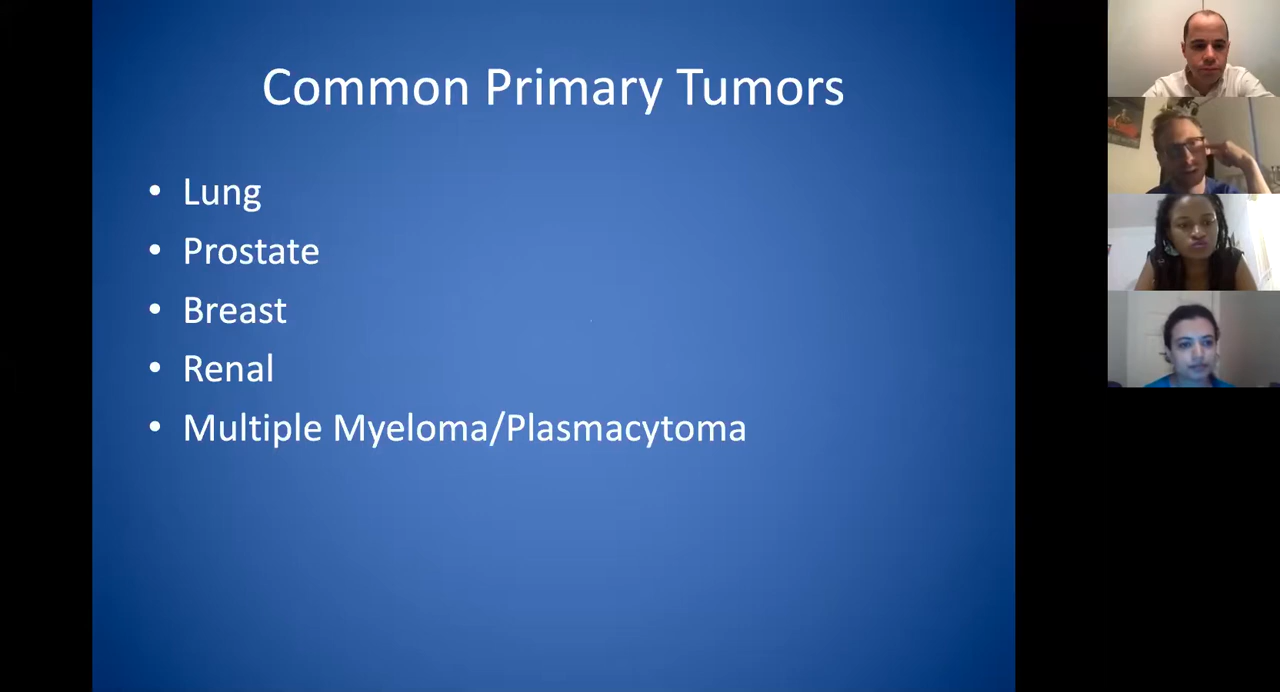 Common Primary Tumors
• Lung
• Prostate
• Breast
• Renal
• Multiple Myeloma/Plasmacytoma